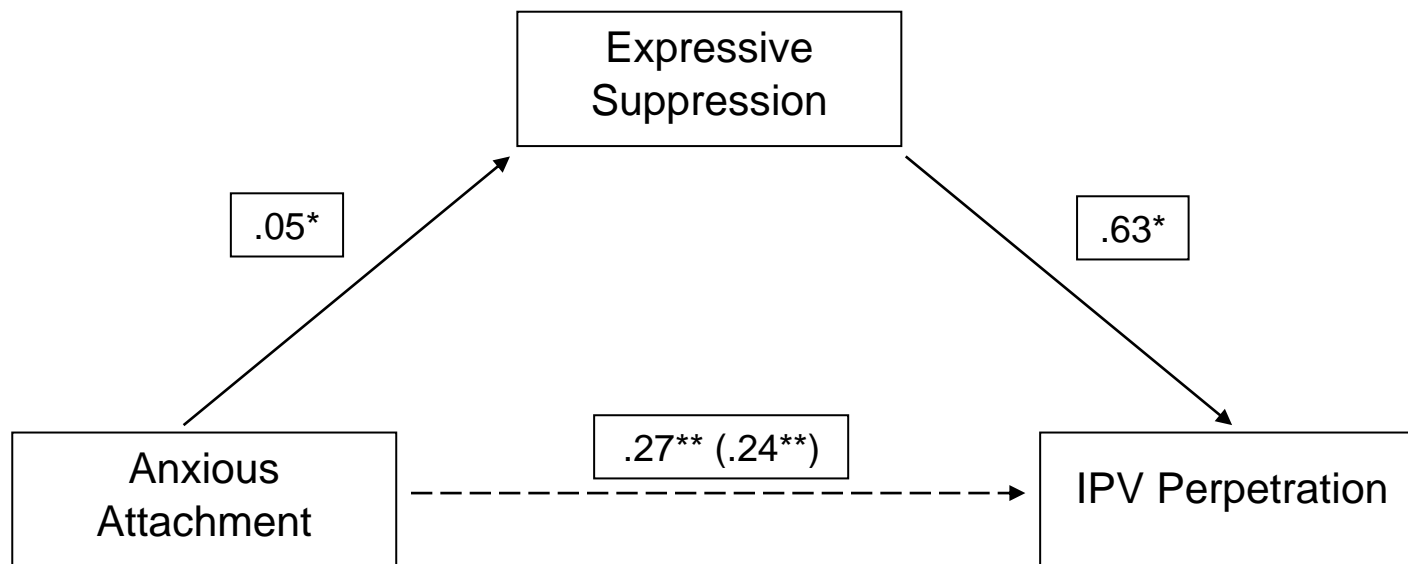 Expressive
Suppression
.05*
.63*
.27** (.24**)
Anxious
Attachment
IPV Perpetration